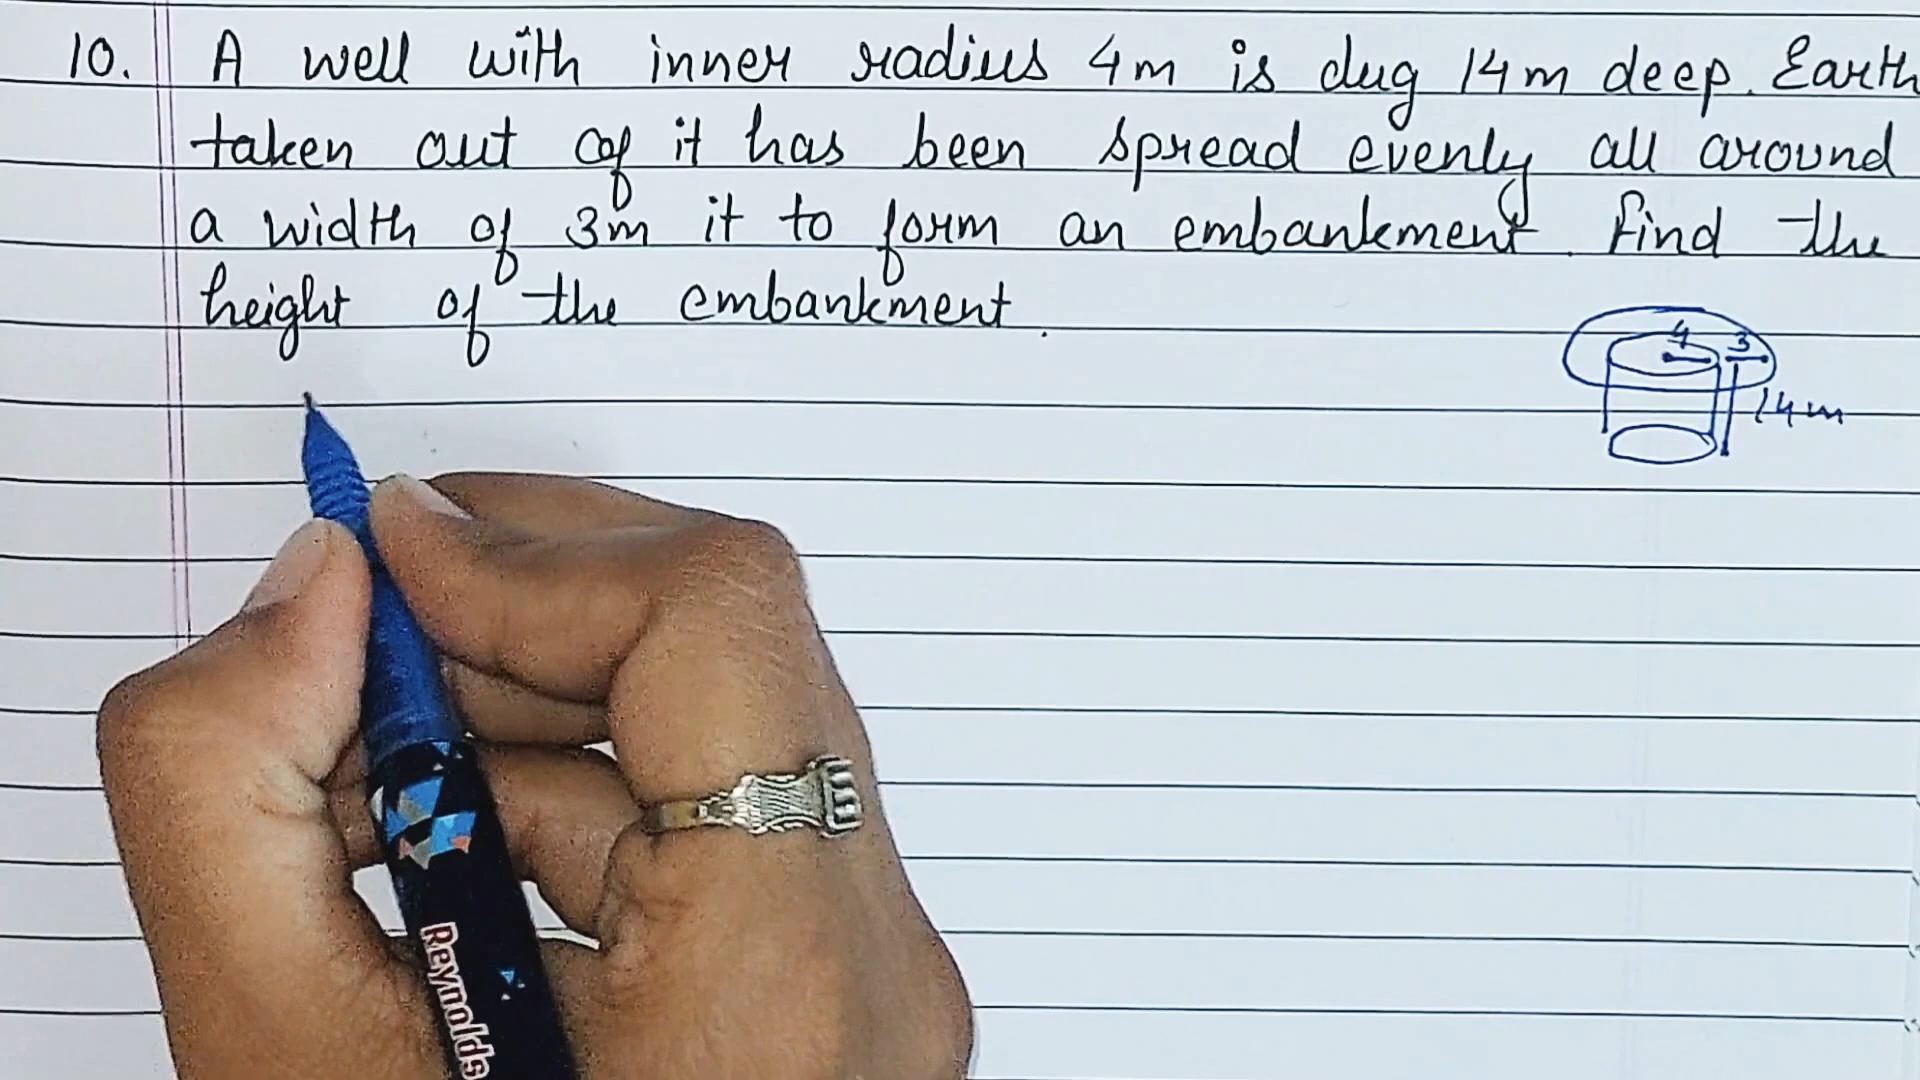 10. A well with inner radius 4m is dug 14m deep. Earth
taken out of it has been spread evenly all around
a width of 3m it to form an embankment. Find the
height of the embankment.
4 3
14m
Reynolds